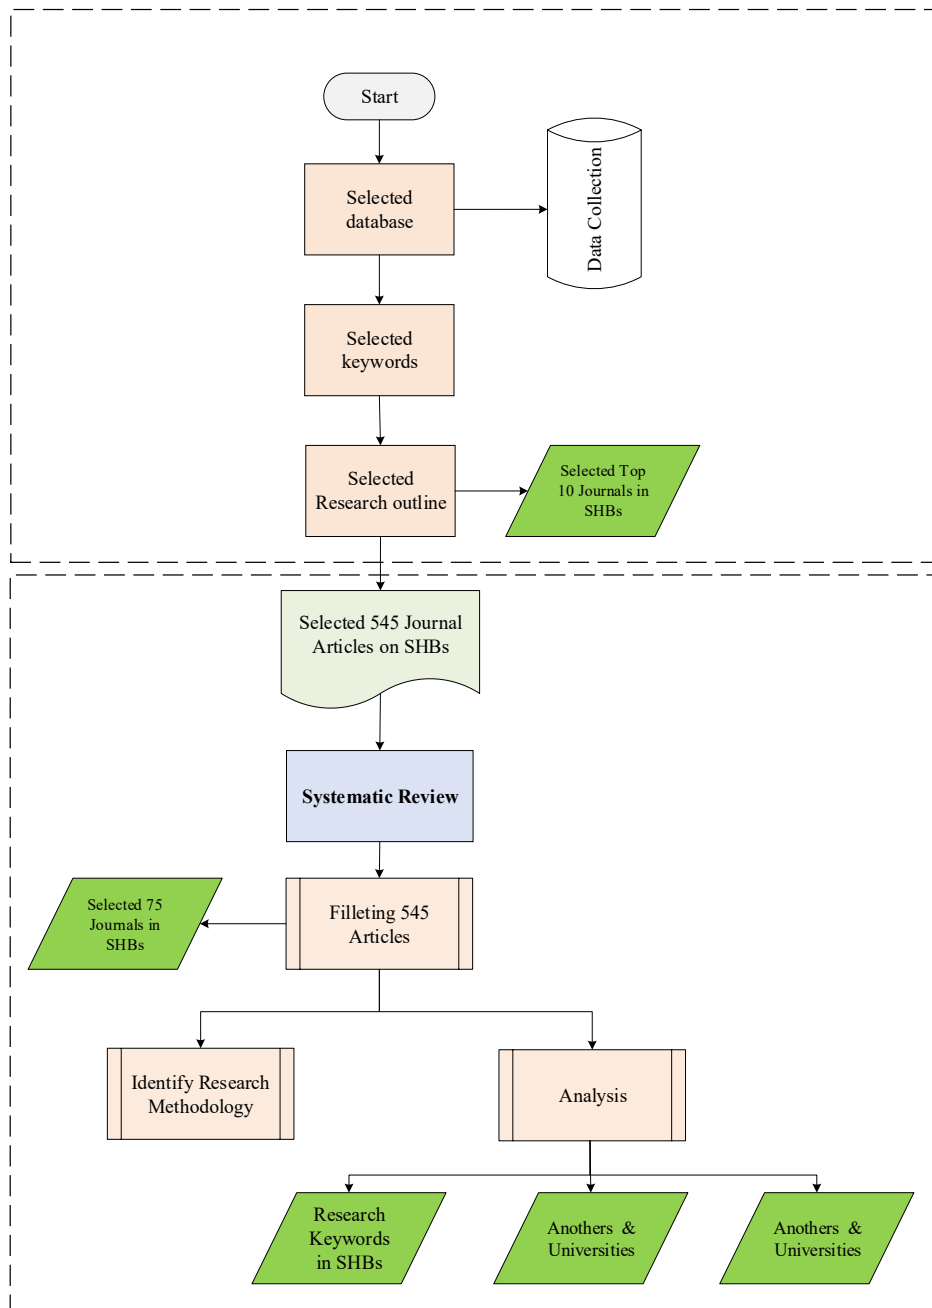 Start
Selected
database
Data Collection
Selected
keywords
Selected
Research outline
Selected Top
10 Journals in
SHBs
Selected 545 Journal
Articles on SHBs
Systematic Review
Filleting 545
Articles
Selected 75
Journals in
SHBs
Identify Research
Methodology
Analysis
Research
Keywords
in SHBs
Anothers &
Universities
Anothers &
Universities